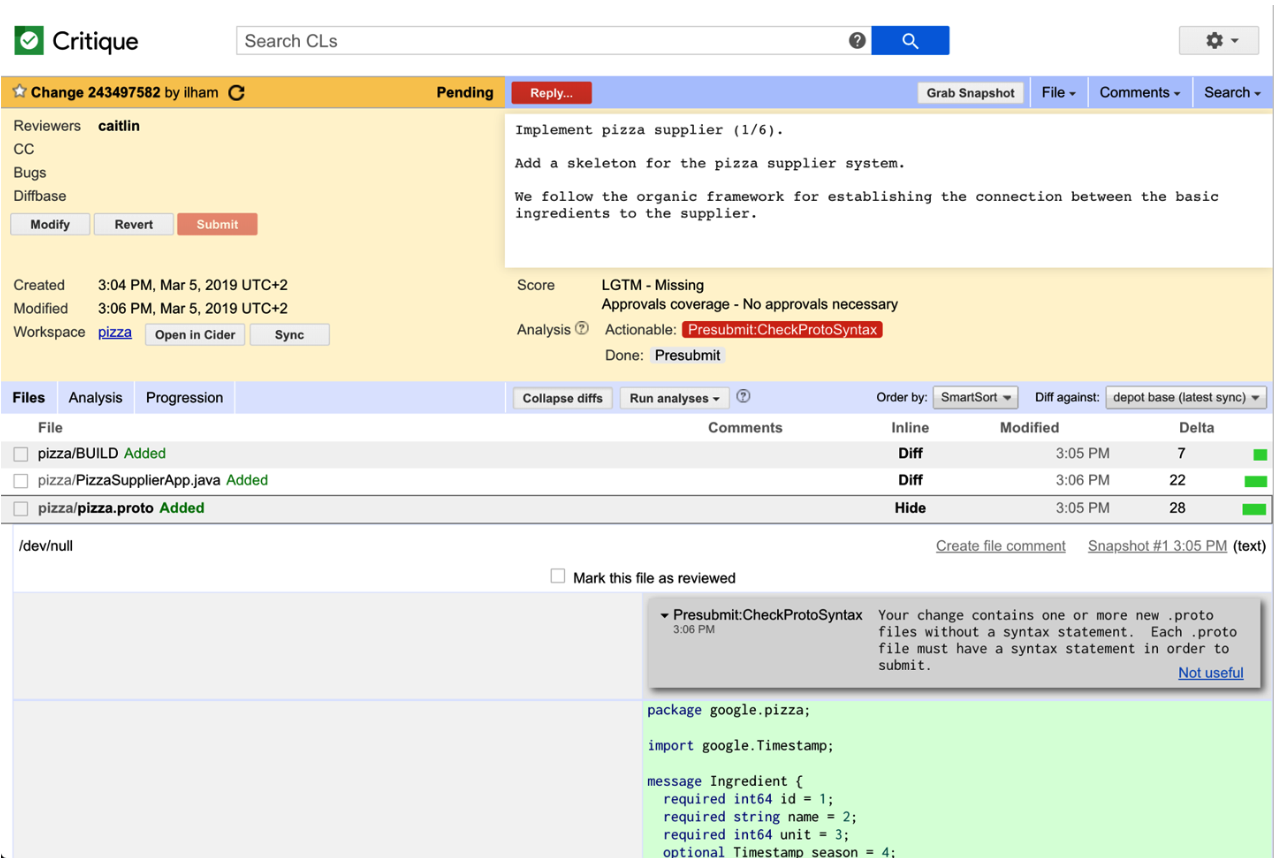 Critique
Search CLs
Change 243497582 by ilham
Pending
Reply...
Grab Snapshot
File
Comments
Search
Reviewers caitlin
CC
Bugs
Diffbase
Modify
Revert
Submit
Implement pizza supplier (1/6).
Add a skeleton for the pizza supplier system.
We follow the organic framework for establishing the connection between the basic
ingredients to the supplier.
Created 3:04 PM, Mar 5, 2019 UTC+2
Modified 3:06 PM, Mar 5, 2019 UTC+2
Workspace pizza Open in Cider Sync
Score LGTM - Missing
Approvals coverage - No approvals necessary
Analysis ? Actionable: Presubmit:CheckProtoSyntax
Done: Presubmit
Files Analysis Progression
Collapse diffs Run analyses ? Order by: SmartSort Diff against: depot base (latest sync)
File Comments Inline Modified Delta
pizza/BUILD Added Diff 3:05 PM 7
pizza/PizzaSupplierApp.java Added Diff 3:06 PM 22
pizza/pizza.proto Added Hide 3:05 PM 28
/dev/null Create file comment Snapshot #1 3:05 PM (text)
Mark this file as reviewed
Presubmit:CheckProtoSyntax
3:06 PM
Your change contains one or more new .proto
files without a syntax statement. Each .proto
file must have a syntax statement in order to
submit.
Not useful
package google.pizza;
import google.Timestamp;
message Ingredient {
required int64 id = 1;
required string name = 2;
required int64 unit = 3;
optional Timestamp season = 4;